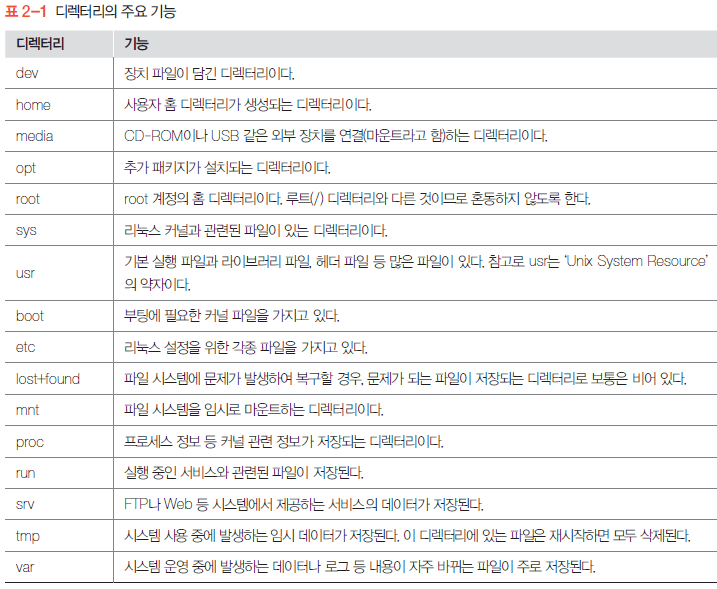 표 2-1 디렉터리의 주요 기능
디렉터리 기능
dev 장치 파일이 담긴 디렉터리이다.
home 사용자 홈 디렉터리가 생성되는 디렉터리이다.
media CD-ROM이나 USB 같은 외부 장치를 연결(마운트라고 함)하는 디렉터리이다.
opt 추가 패키지가 설치되는 디렉터리이다.
root root 계정의 홈 디렉터리이다. 루트(/) 디렉터리와 다른 것이므로 혼동하지 않도록 한다.
sys 리눅스 커널과 관련된 파일이 있는 디렉터리이다.
usr 기본 실행 파일과 라이브러리 파일, 헤더 파일 등 많은 파일이 있다. 참고로 usr는 ‘Unix System Resource’
의 약자이다.
boot 부팅에 필요한 커널 파일을 가지고 있다.
etc 리눅스 설정을 위한 각종 파일을 가지고 있다.
lost+found 파일 시스템에 문제가 발생하여 복구할 경우, 문제가 되는 파일이 저장되는 디렉터리로 보통은 비어 있다.
mnt 파일 시스템을 임시로 마운트하는 디렉터리이다.
proc 프로세스 정보 등 커널 관련 정보가 저장되는 디렉터리이다.
run 실행 중인 서비스와 관련된 파일이 저장된다.
srv FTP나 Web 등 시스템에서 제공하는 서비스의 데이터가 저장된다.
tmp 시스템 사용 중에 발생하는 임시 데이터가 저장된다. 이 디렉터리에 있는 파일은 재시작하면 모두 삭제된다.
var 시스템 운영 중에 발생하는 데이터나 로그 등 내용이 자주 바뀌는 파일이 주로 저장된다.